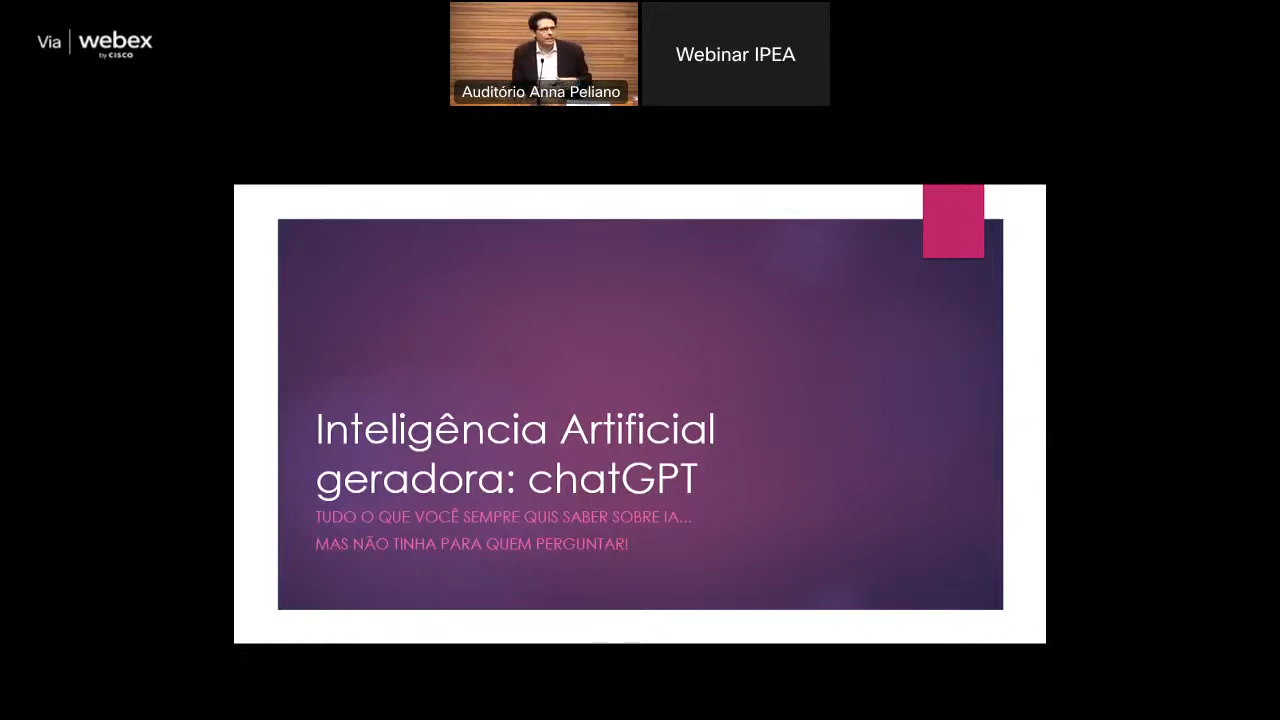 Via webex
by CISCO
Auditório Anna Peliano
Webinar IPEA
Inteligência Artificial
geradora: chatGPT
TUDO O QUE VOCÊ SEMPRE QUIS SABER SOBRE IA...
MAS NÃO TINHA PARA QUEM PERGUNTAR!